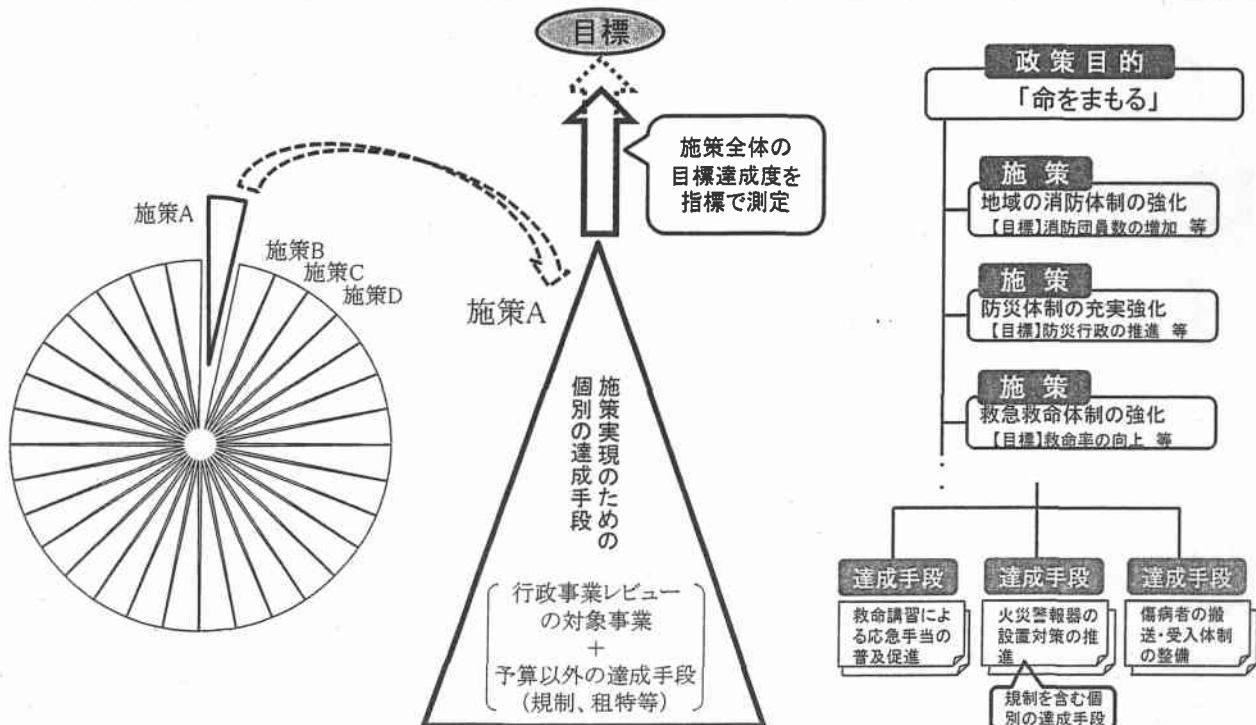 目標
施策全体の
目標達成度を
指標で測定
施策A
施策B
施策C
施策D
施策A
施策実現のための
個別の達成手段
行政事業レビュー
の対象事業
+
予算以外の達成手段
(規制、租特等)
政策目的
「命をまもる」
施策
地域の消防体制の強化
【目標】消防団員数の増加 等
施策
防災体制の充実強化
【目標】防災行政の推進 等
施策
救急救命体制の強化
【目標】救命率の向上 等
達成手段
救命講習によ
る応急手当の
普及促進
達成手段
火災警報器の
設置対策の推
進
達成手段
傷病者の搬
送・受入体制
の整備
規制を含む個
別の達成手段